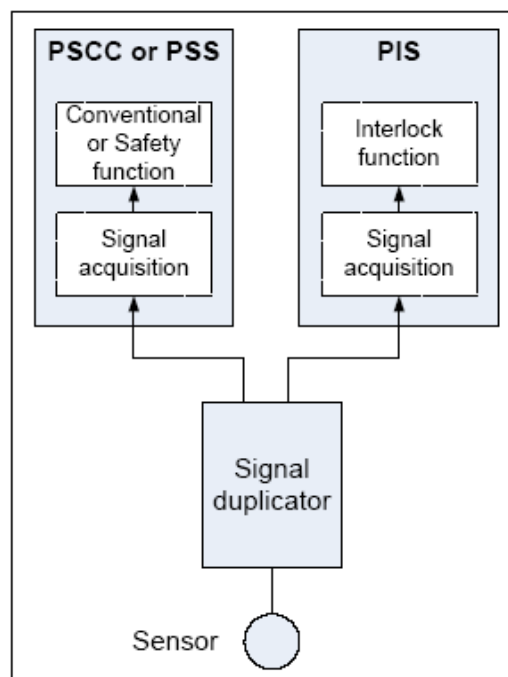 PSCC or PSS
Conventional
or Safety
function
Signal
acquisition
PIS
Interlock
function
Signal
acquisition
Signal
duplicator
Sensor